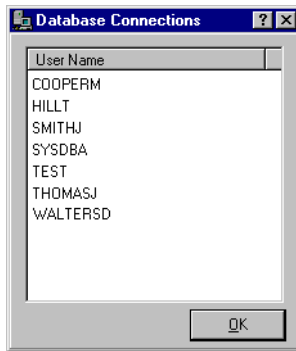 Database Connections
User Name
COOPERM
HILLT
SMITHJ
SYSDBA
TEST
THOMASJ
WALTERSD
OK